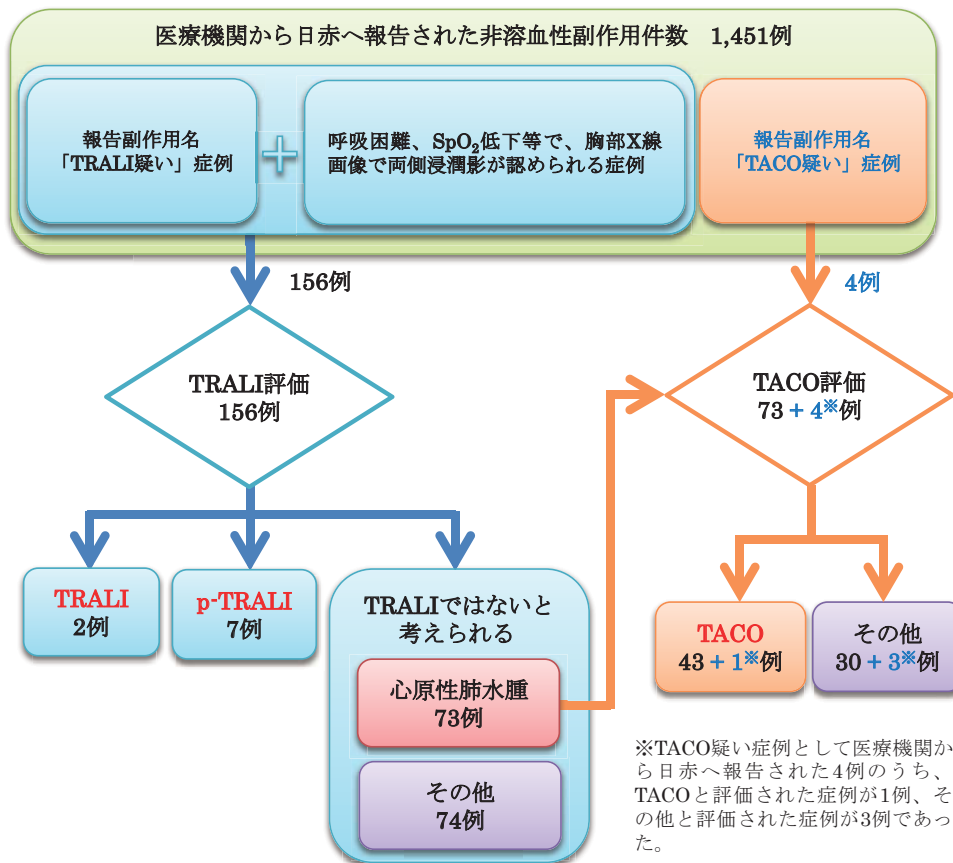 医療機関から日赤へ報告された非溶血性副作用件数　1,451例
報告副作用名
「TRALI疑い」症例
+
呼吸困難、SpO₂低下等で、胸部X線
画像で両側浸潤影が認められる症例
報告副作用名
「TACO疑い」症例
156例
4例
TRALI評価
156例
TACO評価
73 + 4※例
TRALI
2例
p-TRALI
7例
TRALIではないと
考えられる
心原性肺水腫
73例
その他
74例
TACO
43 + 1※例
その他
30 + 3※例
※TACO疑い症例として医療機関か
ら日赤へ報告された4例のうち、
TACOと評価された症例が1例、そ
の他と評価された症例が3例であっ
た。